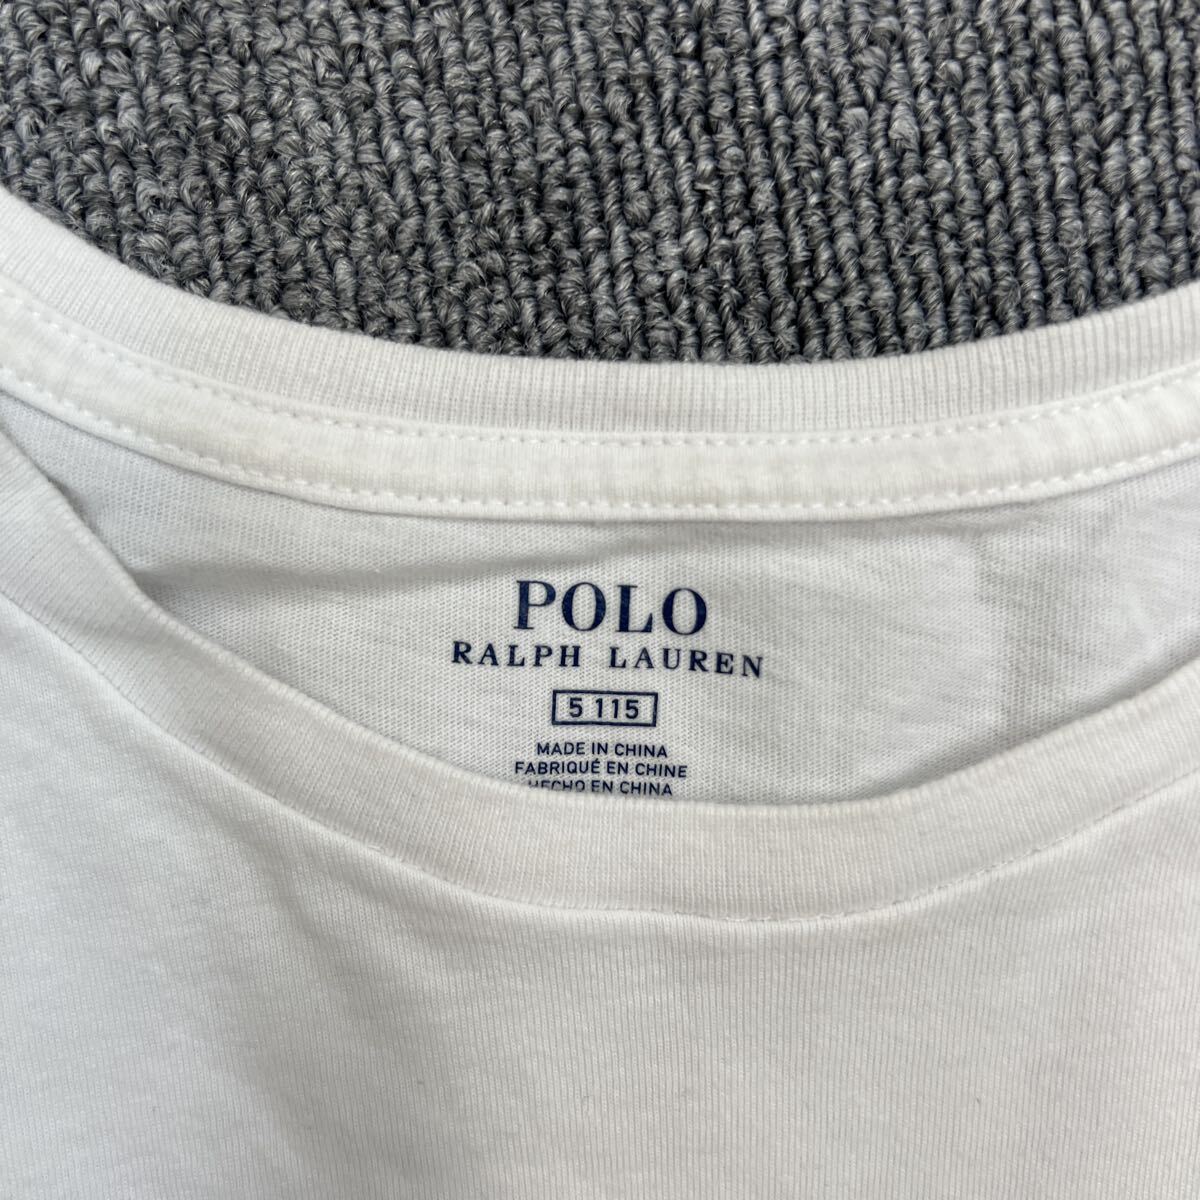 POLO
RALPH LAUREN
5 115
MADE IN CHINA
FABRIQUÉ EN CHINE
HECHO EN CHINA